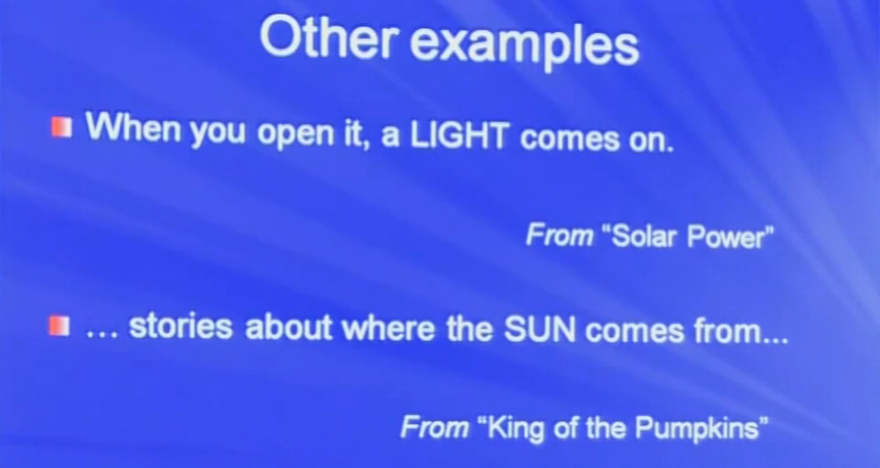 Other examples
When you open it, a LIGHT comes on.
From “Solar Power”
... stories about where the SUN comes from...
From “King of the Pumpkins”